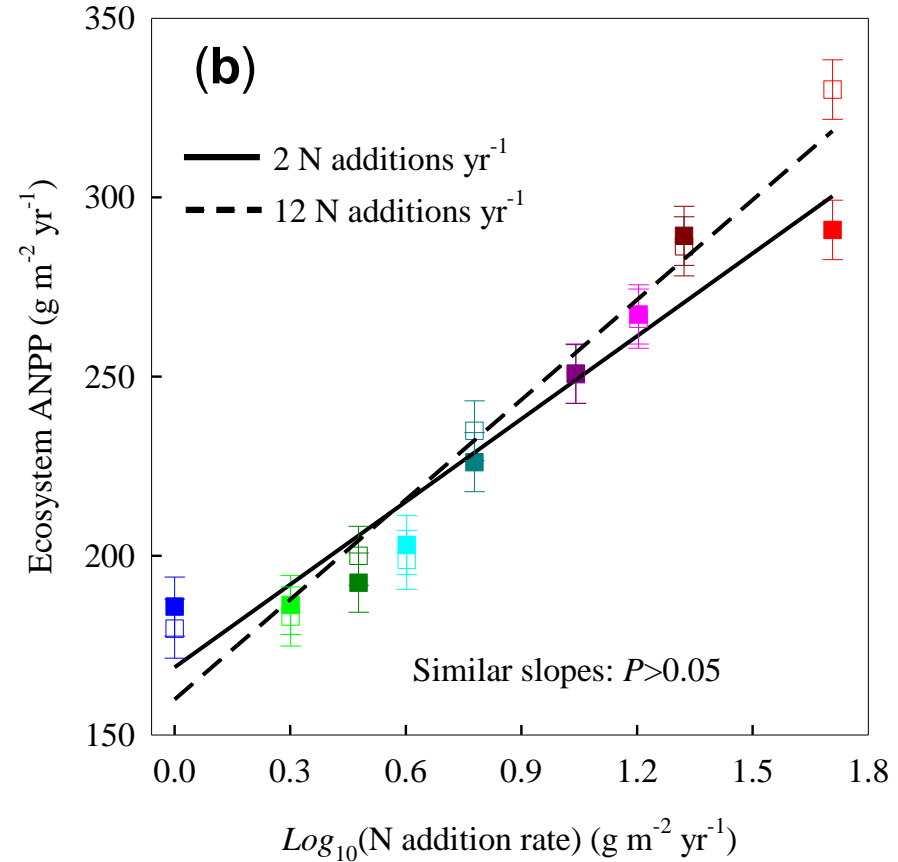 (b)
2 N additions yr⁻¹
12 N additions yr⁻¹
Similar slopes: P>0.05
Ecosystem ANPP (g m⁻² yr⁻¹)
350
300
250
200
150
0.0 0.3 0.6 0.9 1.2 1.5 1.8
Log₁₀(N addition rate) (g m⁻² yr⁻¹)